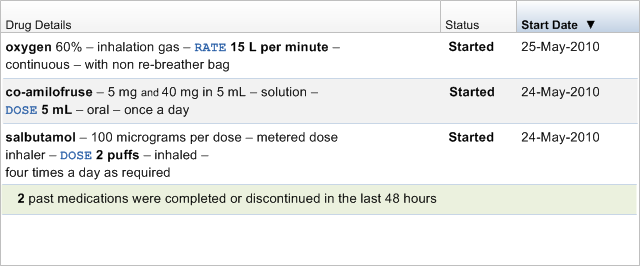 Drug Details Status Start Date ▼
oxygen 60% – inhalation gas – RATE 15 L per minute – Started 25-May-2010
continuous – with non re-breather bag
co-amilofruse – 5 mg and 40 mg in 5 mL – solution – Started 24-May-2010
DOSE 5 mL – oral – once a day
salbutamol – 100 micrograms per dose – metered dose Started 24-May-2010
inhaler – DOSE 2 puffs – inhaled –
four times a day as required
2 past medications were completed or discontinued in the last 48 hours